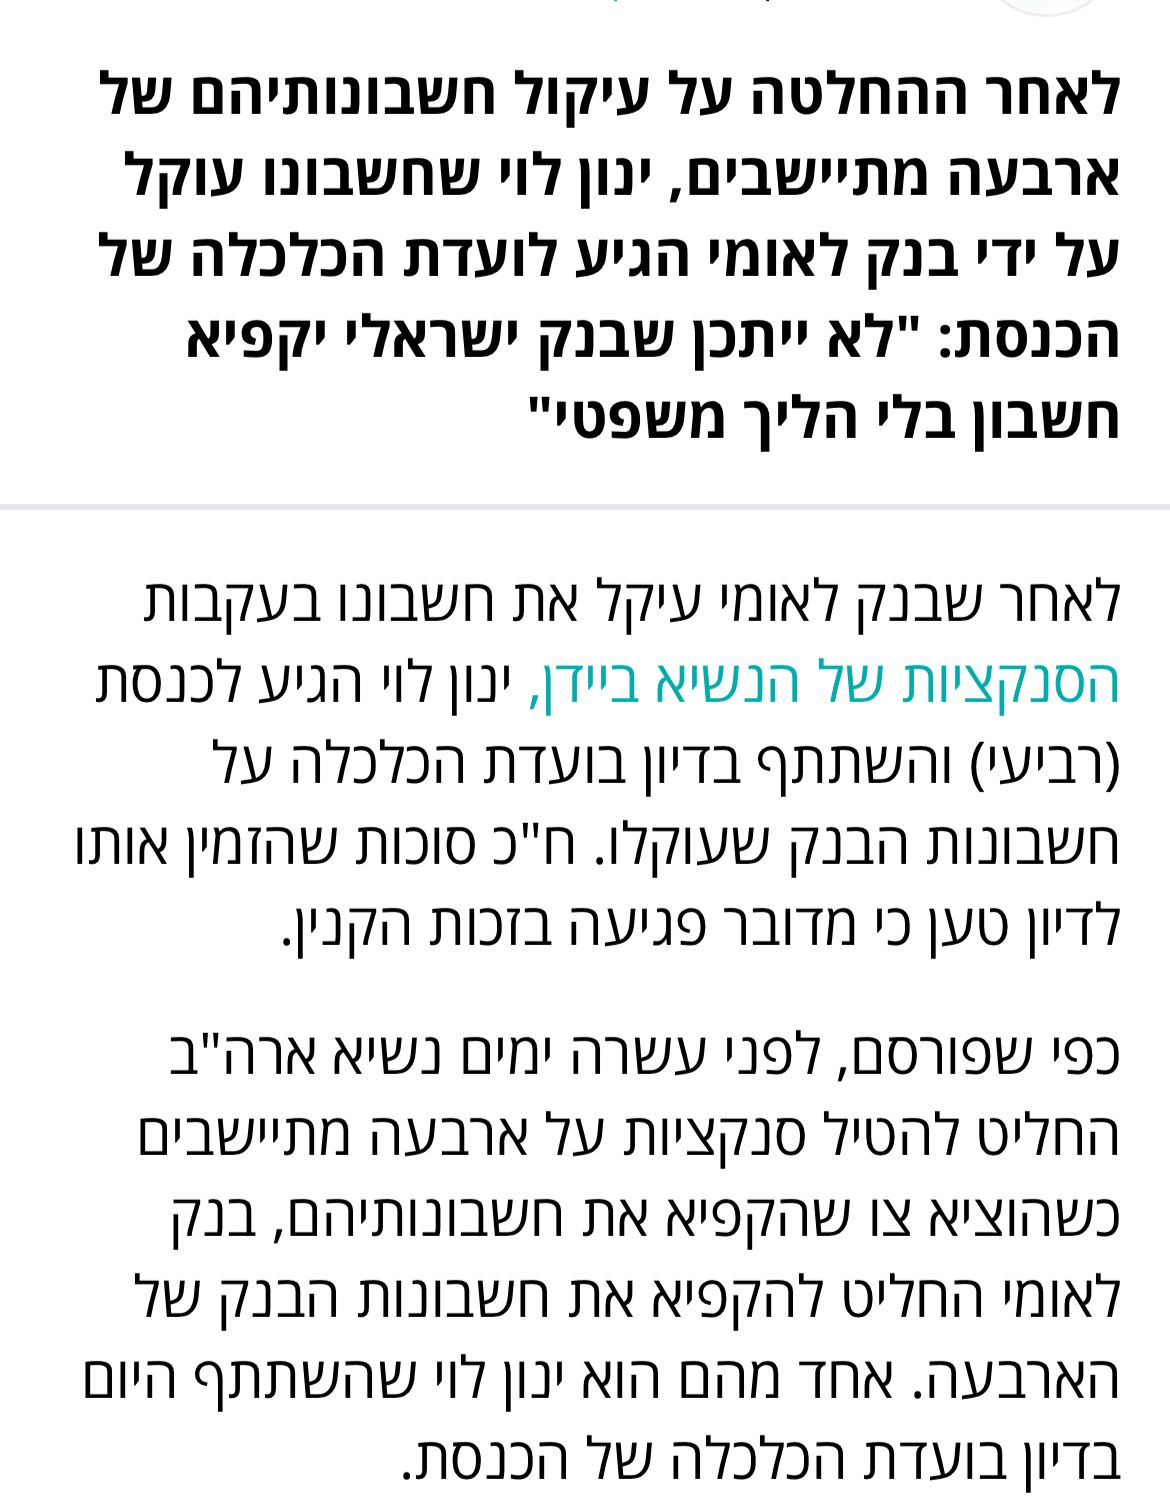 לאחר ההחלטה על עיקול חשבונותיהם של
ארבעה מתיישבים, ינון לוי שחשבונו עוקל
על ידי בנק לאומי הגיע לועדת הכלכלה של
הכנסת: "לא ייתכן שבנק ישראלי יקפיא
חשבון בלי הליך משפטי"
לאחר שבנק לאומי עיקל את חשבונו בעקבות
הסנקציות של הנשיא ביידן, ינון לוי הגיע לכנסת
(רביעי) והשתתף בדיון בועדת הכלכלה על
חשבונות הבנק שעוקלו. ח"כ סוכות שהזמין אותו
לדיון טען כי מדובר פגיעה בזכות הקנין.
כפי שפורסם, לפני עשרה ימים נשיא ארה"ב
החליט להטיל סנקציות על ארבעה מתיישבים
כשהוציא צו שהקפיא את חשבונותיהם, בנק
לאומי החליט להקפיא את חשבונות הבנק של
הארבעה. אחד מהם הוא ינון לוי שהשתתף היום
בדיון בועדת הכלכלה של הכנסת.